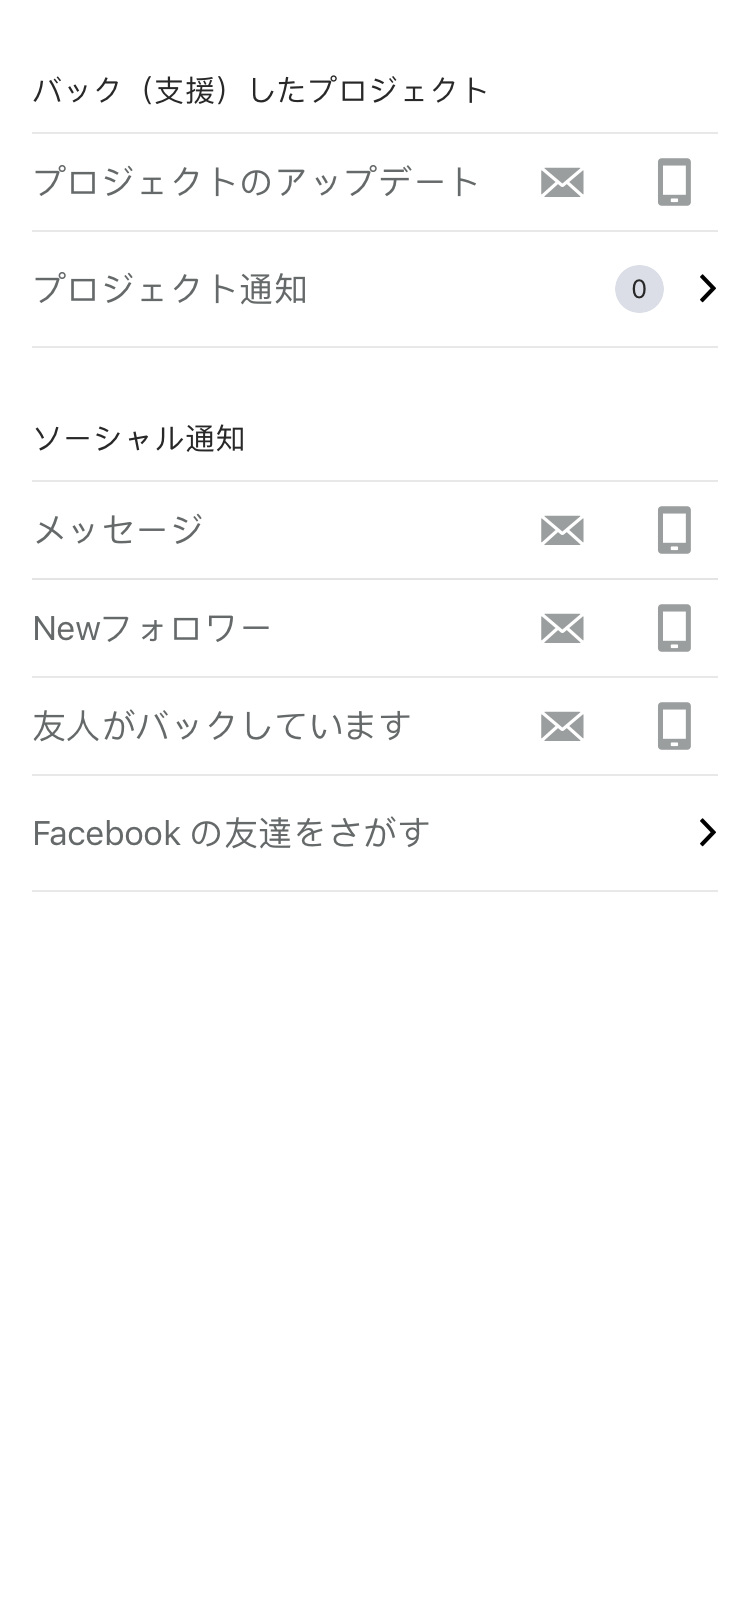 バック（支援）したプロジェクト
プロジェクトのアップデート
プロジェクト通知 0
ソーシャル通知
メッセージ
Newフォロワー
友人がバックしています
Facebook の友達をさがす